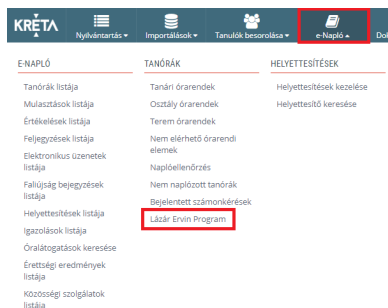 KRÉTA
Nyilvántartás
Importálások
Tanulók besorolása
e-Napló
Dok
E-NAPLÓ
Tanórák listája
Mulasztások listája
Értékelések listája
Feljegyzések listája
Elektronikus üzenetek
listája
Faliújság bejegyzések
listája
Helyettesítések listája
Igazolások listája
Óralátogatások keresése
Érettségi eredmények
listája
Közösségi szolgálatok
listája
TANÓRÁK
Tanári órarendek
Osztály órarendek
Terem órarendek
Nem elérhető órarendi
elemek
Naplóellenőrzés
Nem naplózott tanórák
Bejelentett számonkérések
Lázár Ervin Program
HELYETTESÍTÉSEK
Helyettesítések kezelése
Helyettesítő keresése